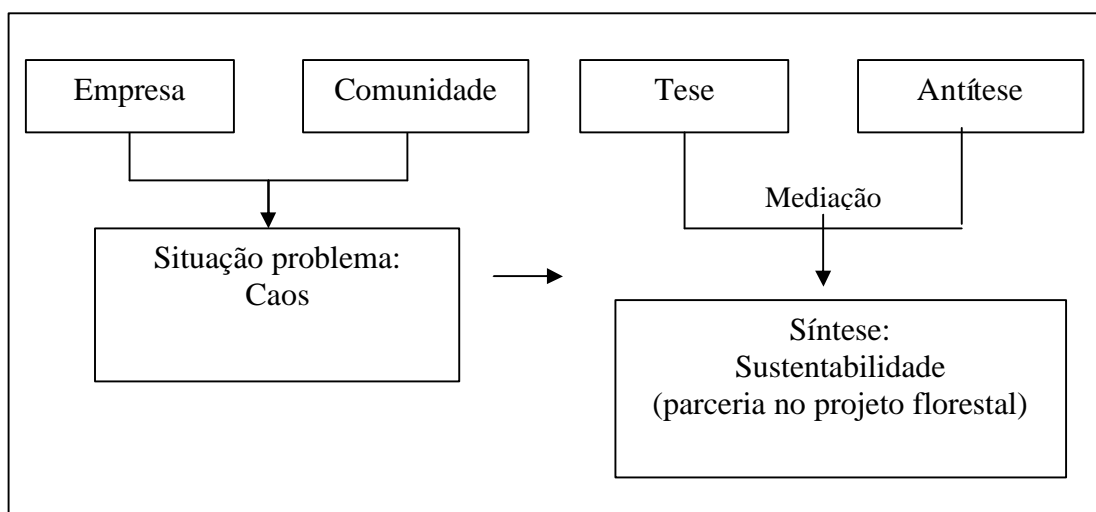 Empresa
Comunidade
Tese
Antítese
Mediação
Situação problema:
Caos
Síntese:
Sustentabilidade
(parceria no projeto florestal)